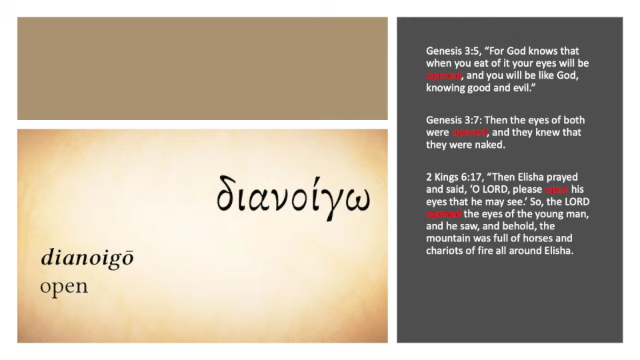 διανοίγω
dianoigō
open
Genesis 3:5, “For God knows that
when you eat of it your eyes will be
opened, and you will be like God,
knowing good and evil.”
Genesis 3:7: Then the eyes of both
were opened, and they knew that
they were naked.
2 Kings 6:17, “Then Elisha prayed
and said, ‘O LORD, please open his
eyes that he may see.’ So, the LORD
opened the eyes of the young man,
and he saw, and behold, the
mountain was full of horses and
chariots of fire all around Elisha.